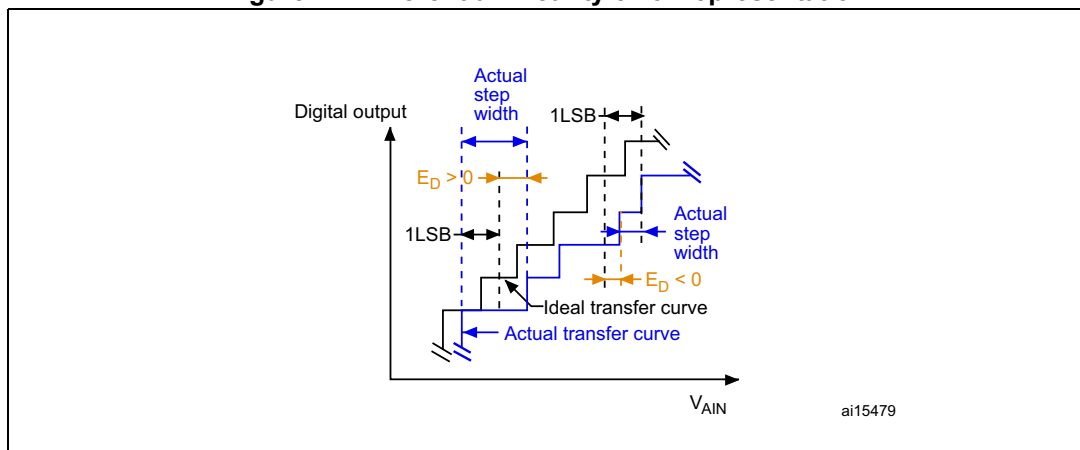 Actual
step
width
Digital output
1LSB
E_D > 0
1LSB
Actual
step
width
E_D < 0
Ideal transfer curve
Actual transfer curve
V_AIN
ai15479